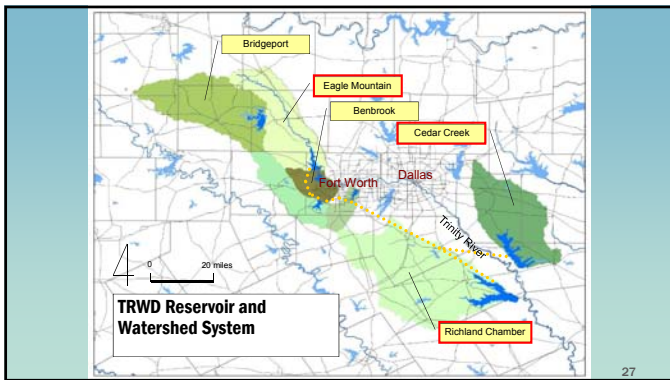 Bridgeport
Eagle Mountain
Benbrook
Cedar Creek
Fort Worth
Dallas
Trinity River
0 20 miles
TRWD Reservoir and
Watershed System
Richland Chamber
27